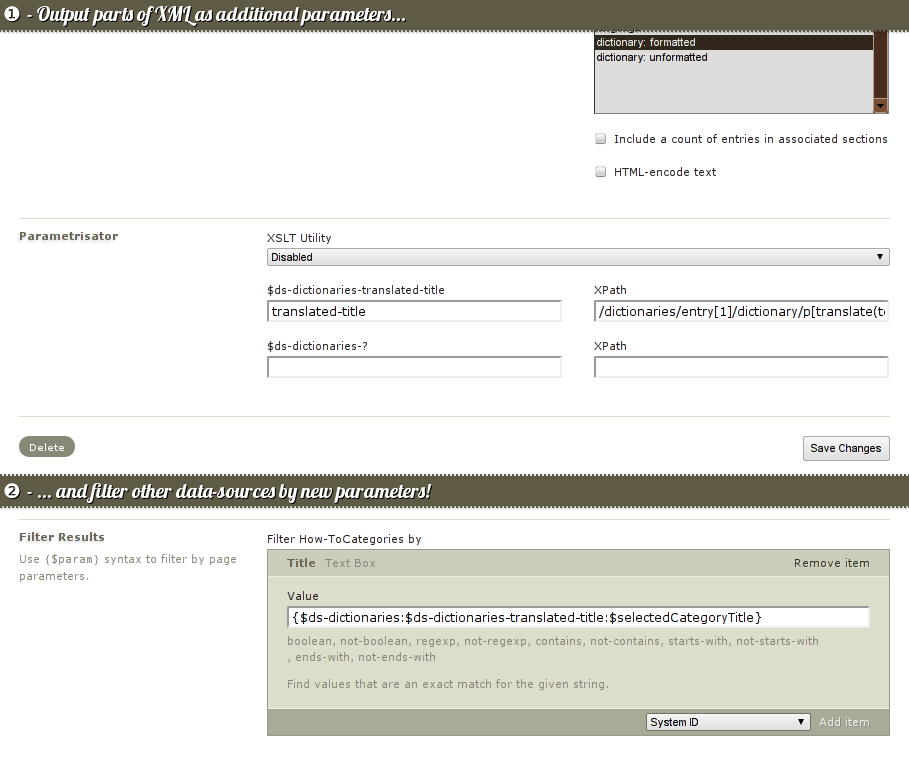 ❶ - Output parts of XML as additional parameters...
dictionary: formatted
dictionary: unformatted
Include a count of entries in associated sections
HTML-encode text
Parametrisator
XSLT Utility
Disabled
$ds-dictionaries-translated-title
XPath
translated-title
/dictionaries/entry[1]/dictionary/p[translate(t
$ds-dictionaries-?
XPath
Delete
Save Changes
❷ - ... and filter other data-sources by new parameters!
Filter Results
Use {$param} syntax to filter by page
parameters.
Filter How-ToCategories by
Title Text Box
Remove item
Value
{$ds-dictionaries:$ds-dictionaries-translated-title:$selectedCategoryTitle}
boolean, not-boolean, regexp, not-regexp, contains, not-contains, starts-with, not-starts-with
, ends-with, not-ends-with
Find values that are an exact match for the given string.
System ID
Add item